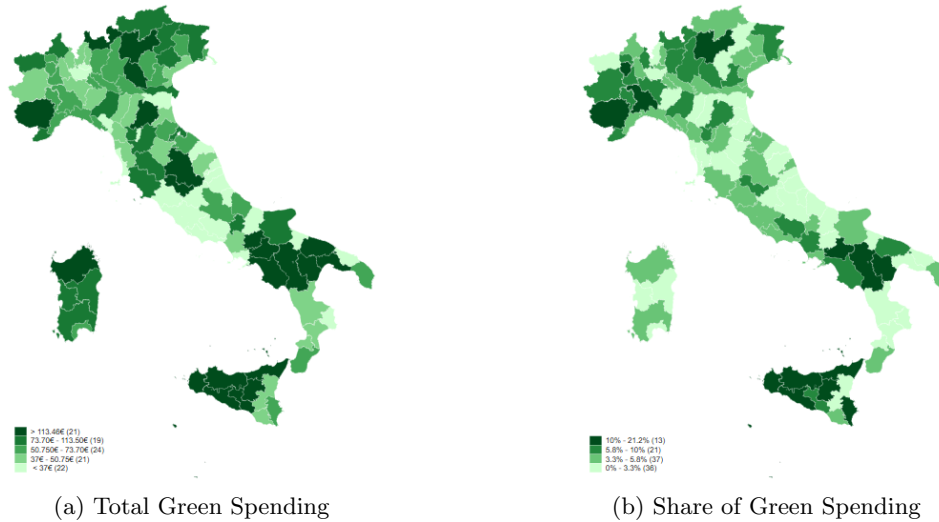 > 113.46€ (21)
73.70€ - 113.50€ (19)
50.750€ - 73.70€ (24)
37€ - 50.75€ (21)
< 37€ (22)
10% - 21.2% (13)
5.8% - 10% (21)
3.3% - 5.8% (37)
0% - 3.3% (36)
(a) Total Green Spending
(b) Share of Green Spending